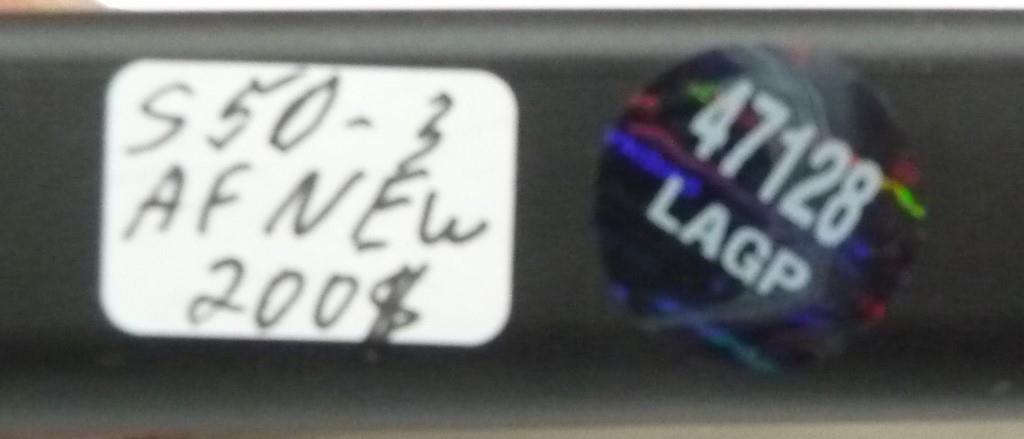 S50-3
AF NEW
200$
47128
LAGP